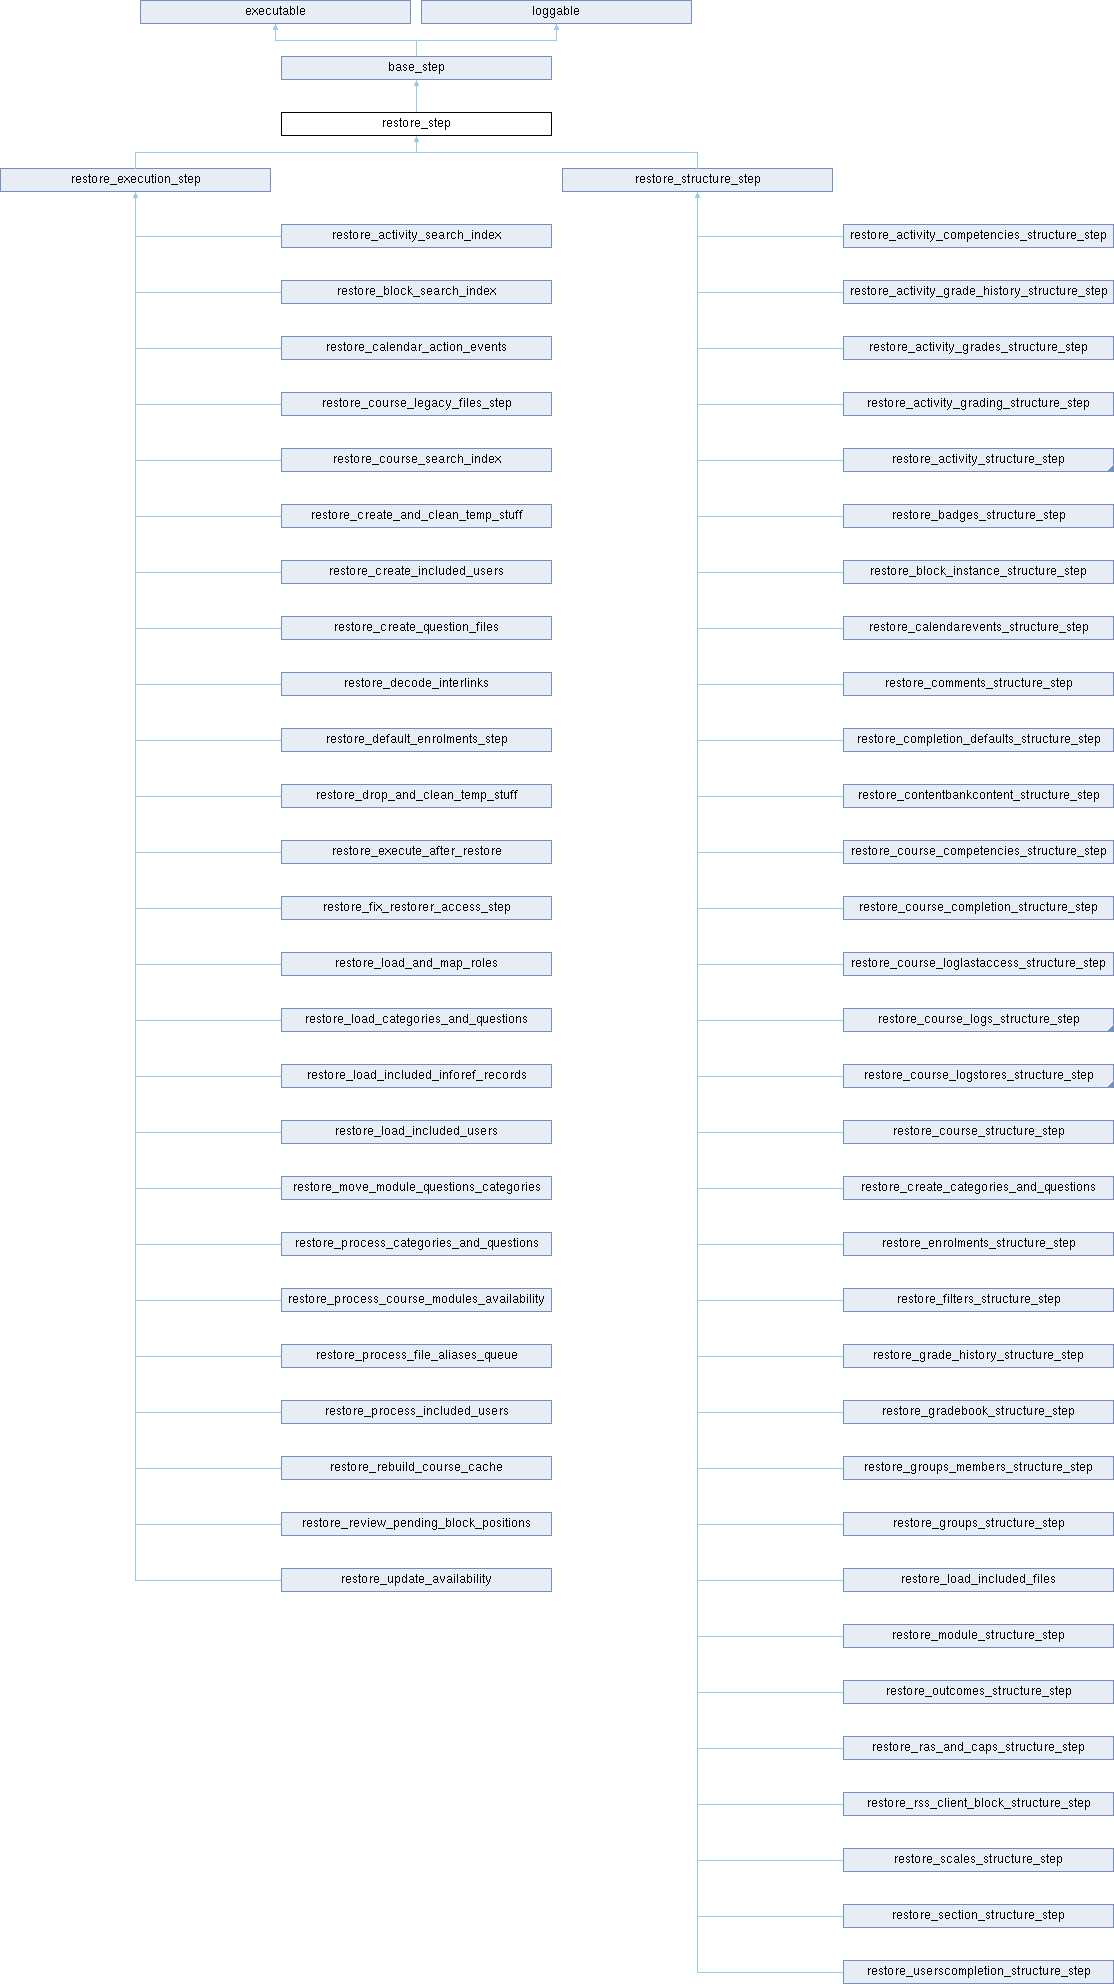 executable
loggable
base_step
restore_step
restore_execution_step
restore_structure_step
restore_activity_search_index
restore_activity_competencies_structure_step
restore_block_search_index
restore_activity_grade_history_structure_step
restore_calendar_action_events
restore_activity_grades_structure_step
restore_course_legacy_files_step
restore_activity_grading_structure_step
restore_course_search_index
restore_activity_structure_step
restore_create_and_clean_temp_stuff
restore_badges_structure_step
restore_create_included_users
restore_block_instance_structure_step
restore_create_question_files
restore_calendarevents_structure_step
restore_decode_interlinks
restore_comments_structure_step
restore_default_enrolments_step
restore_completion_defaults_structure_step
restore_drop_and_clean_temp_stuff
restore_contentbankcontent_structure_step
restore_execute_after_restore
restore_course_competencies_structure_step
restore_fix_restorer_access_step
restore_course_completion_structure_step
restore_load_and_map_roles
restore_course_loglastaccess_structure_step
restore_load_categories_and_questions
restore_course_logs_structure_step
restore_load_included_inforef_records
restore_course_logstores_structure_step
restore_load_included_users
restore_course_structure_step
restore_move_module_questions_categories
restore_create_categories_and_questions
restore_process_categories_and_questions
restore_enrolments_structure_step
restore_process_course_modules_availability
restore_filters_structure_step
restore_process_file_aliases_queue
restore_grade_history_structure_step
restore_process_included_users
restore_gradebook_structure_step
restore_rebuild_course_cache
restore_groups_members_structure_step
restore_review_pending_block_positions
restore_groups_structure_step
restore_update_availability
restore_load_included_files
restore_module_structure_step
restore_outcomes_structure_step
restore_ras_and_caps_structure_step
restore_rss_client_block_structure_step
restore_scales_structure_step
restore_section_structure_step
restore_userscompletion_structure_step